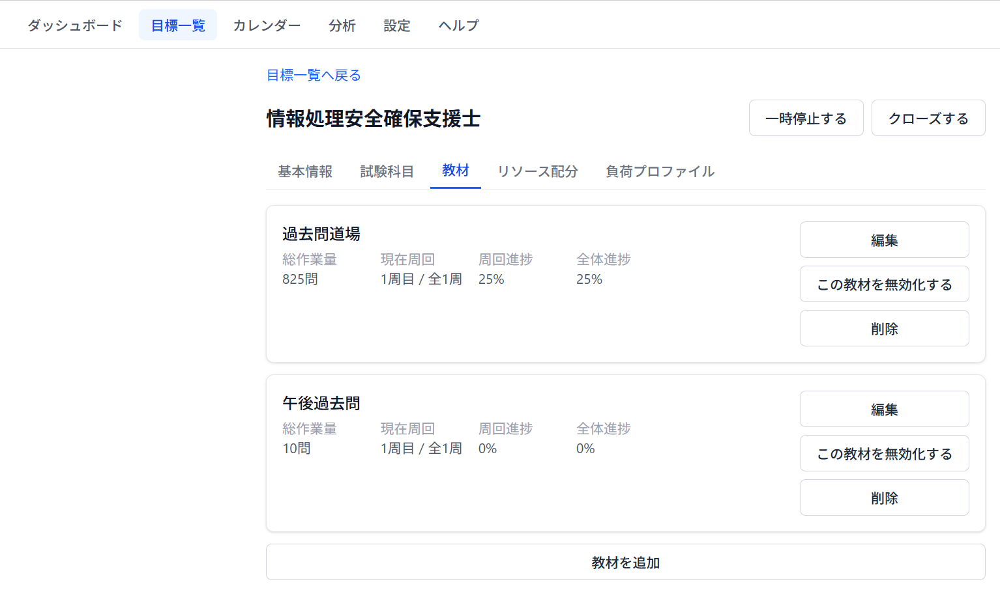 ダッシュボード 目標一覧 カレンダー 分析 設定 ヘルプ
目標一覧へ戻る
情報処理安全確保支援士 一時停止する クローズする
基本情報 試験科目 教材 リソース配分 負荷プロファイル
過去問道場
総作業量 現在周回 周回進捗 全体進捗
825問 1周目 / 全1周 25% 25%
編集
この教材を無効化する
削除
午後過去問
総作業量 現在周回 周回進捗 全体進捗
10問 1周目 / 全1周 0% 0%
編集
この教材を無効化する
削除
教材を追加